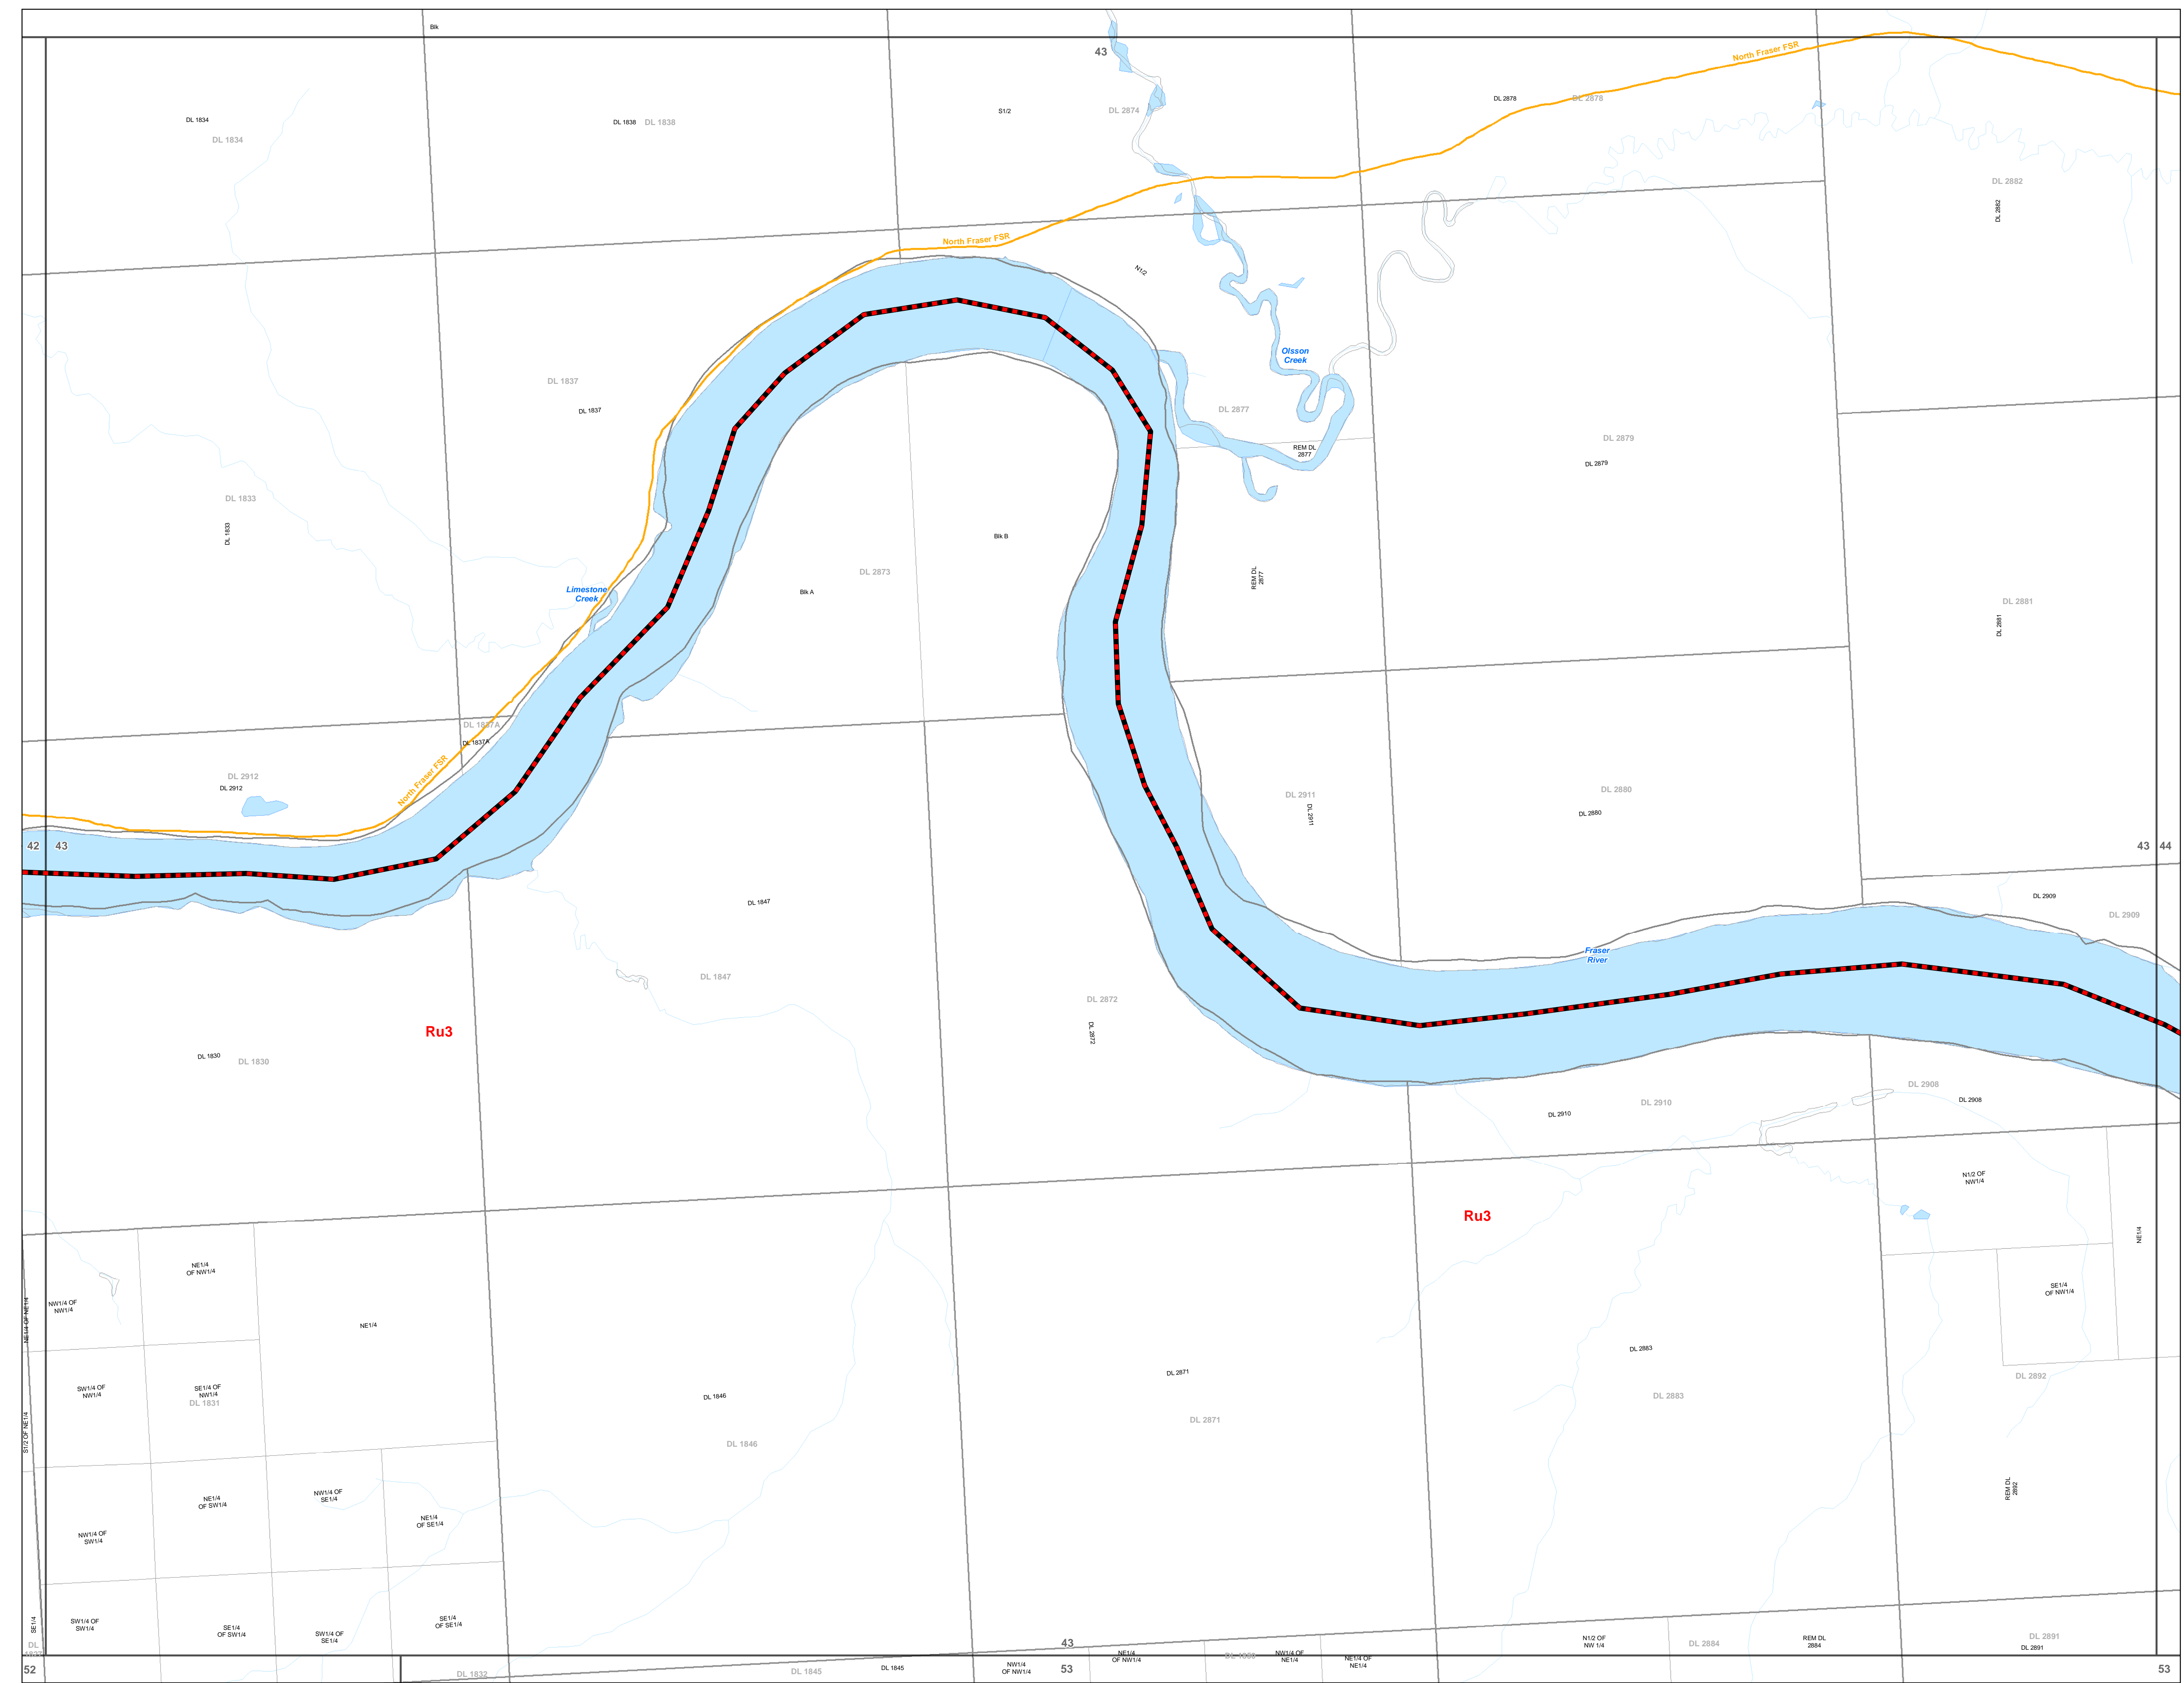 Blk
43
North Fraser FSR
DL 1834
DL 1834
DL 1838
DL 1838
S1/2
DL 2874
DL 2878
DL 2878
DL 2882
DL 2882
North Fraser FSR
N1/2
Olsson
Creek
DL 1837
DL 1837
DL 2877
REM DL
2877
DL 2879
DL 2879
DL 1833
DL 1833
Blk B
DL 2873
Blk A
Limestone
Creek
REM DL
2877
DL 2881
DL 2881
DL 1837A
DL 1837A
North Fraser FSR
DL 2912
DL 2912
DL 2911
DL 2911
DL 2880
DL 2880
42
43
43
44
DL 1847
DL 1847
DL 2909
DL 2909
Fraser
River
DL 2872
DL 2872
Ru3
DL 1830
DL 1830
DL 2910
DL 2910
DL 2908
DL 2908
N1/2 OF
NW1/4
NE1/4
Ru3
NE1/4
OF NW1/4
NW1/4 OF
NW1/4
NE1/4 OF NE1/4
NE1/4
SE1/4
OF NW1/4
DL 2871
DL 2883
DL 2892
SW1/4 OF
NW1/4
SE1/4 OF
NW1/4
DL 1831
DL 1846
DL 2883
DL 2871
DL 1846
S1/2 OF NE1/4
NE1/4
OF SW1/4
NW1/4 OF
SE1/4
NE1/4
OF SE1/4
NW1/4 OF
SW1/4
REM DL
2892
SE1/4
SW1/4 OF
SW1/4
SE1/4
OF SW1/4
SW1/4 OF
SE1/4
SE1/4
OF SE1/4
DL
43
N1/2 OF
NW 1/4
DL 2884
REM DL
2884
DL 2891
DL 2891
52
DL 1832
DL 1845
DL 1845
NW1/4
OF NW1/4
53
NE1/4
OF NW1/4
NW1/4 OF
NE1/4
NE1/4 OF
NE1/4
53